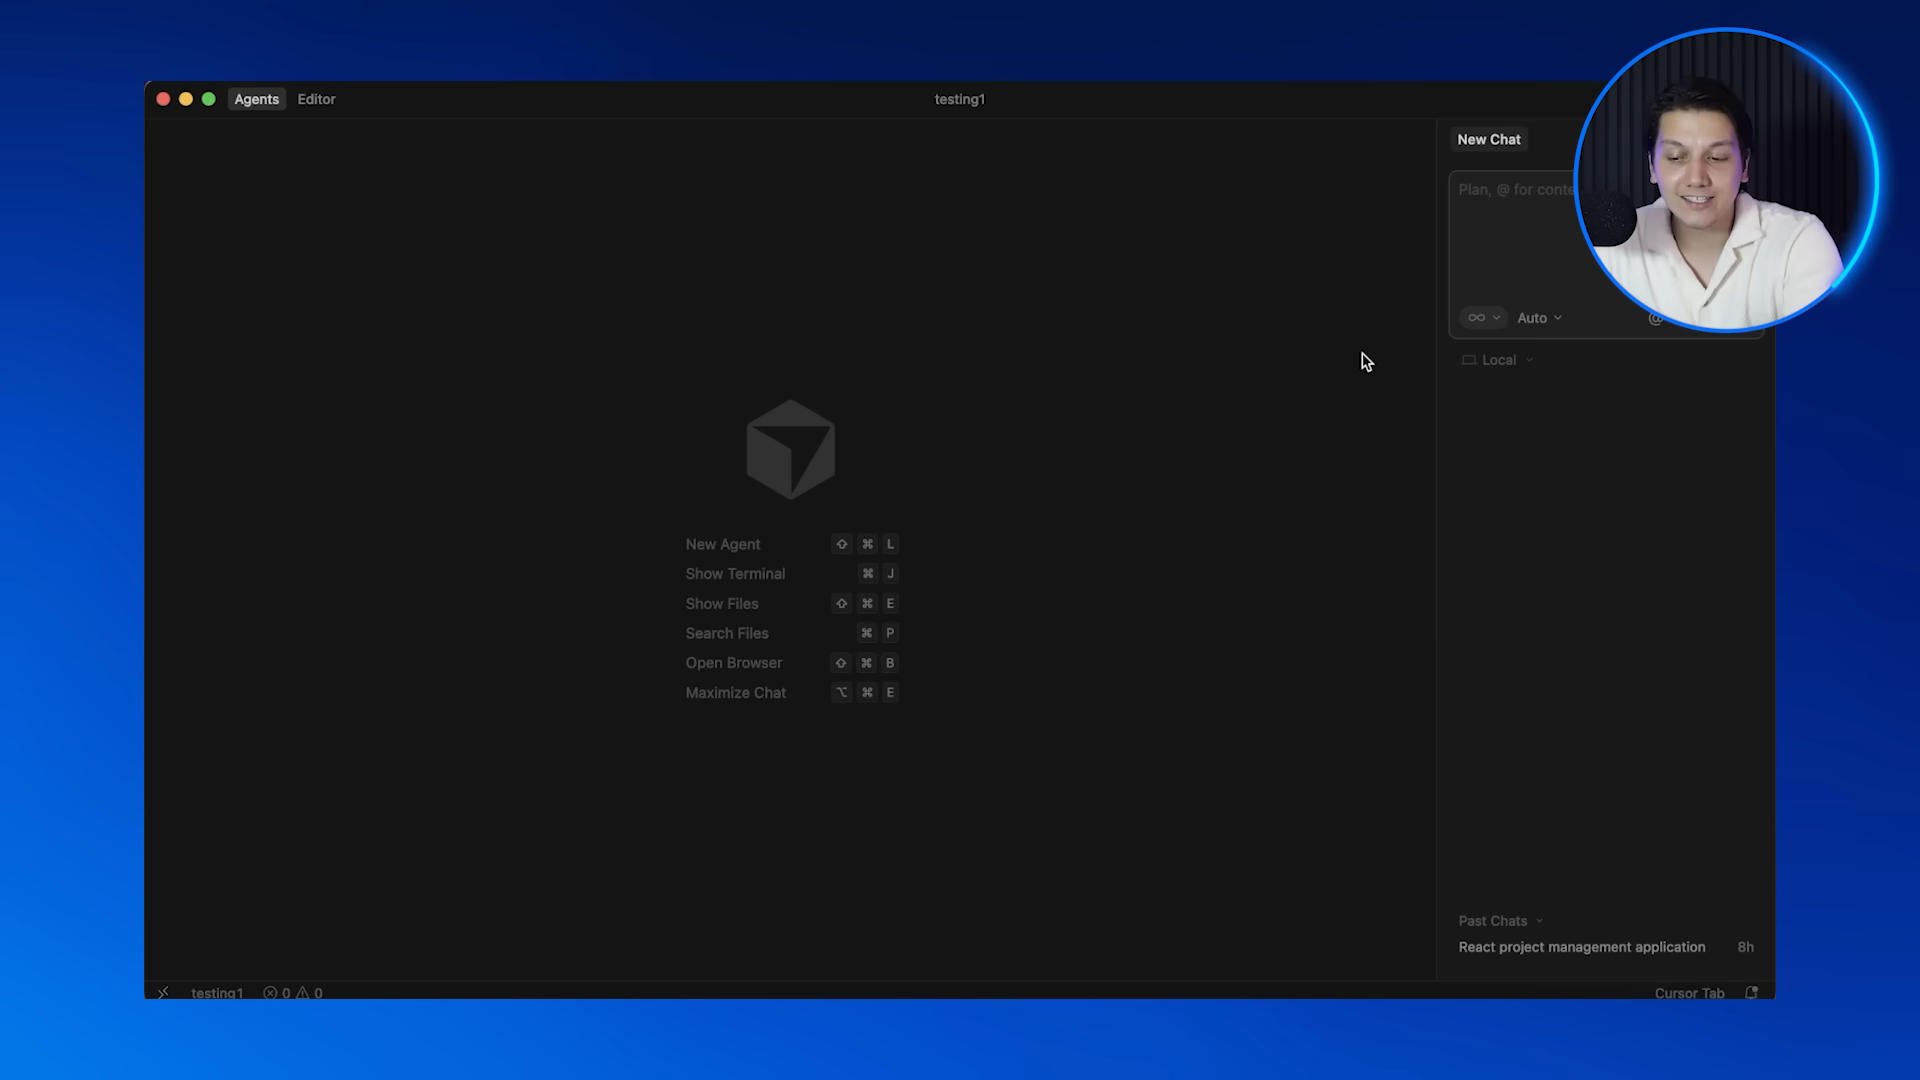 Agents Editor
testing1
New Chat
Plan, @ for conte
Auto
@
Local
New Agent ⇧ ⌘ L
Show Terminal ⌘ J
Show Files ⇧ ⌘ E
Search Files ⌘ P
Open Browser ⇧ ⌘ B
Maximize Chat ⌥ ⌘ E
Past Chats
React project management application 8h
testing1 0 0
Cursor Tab